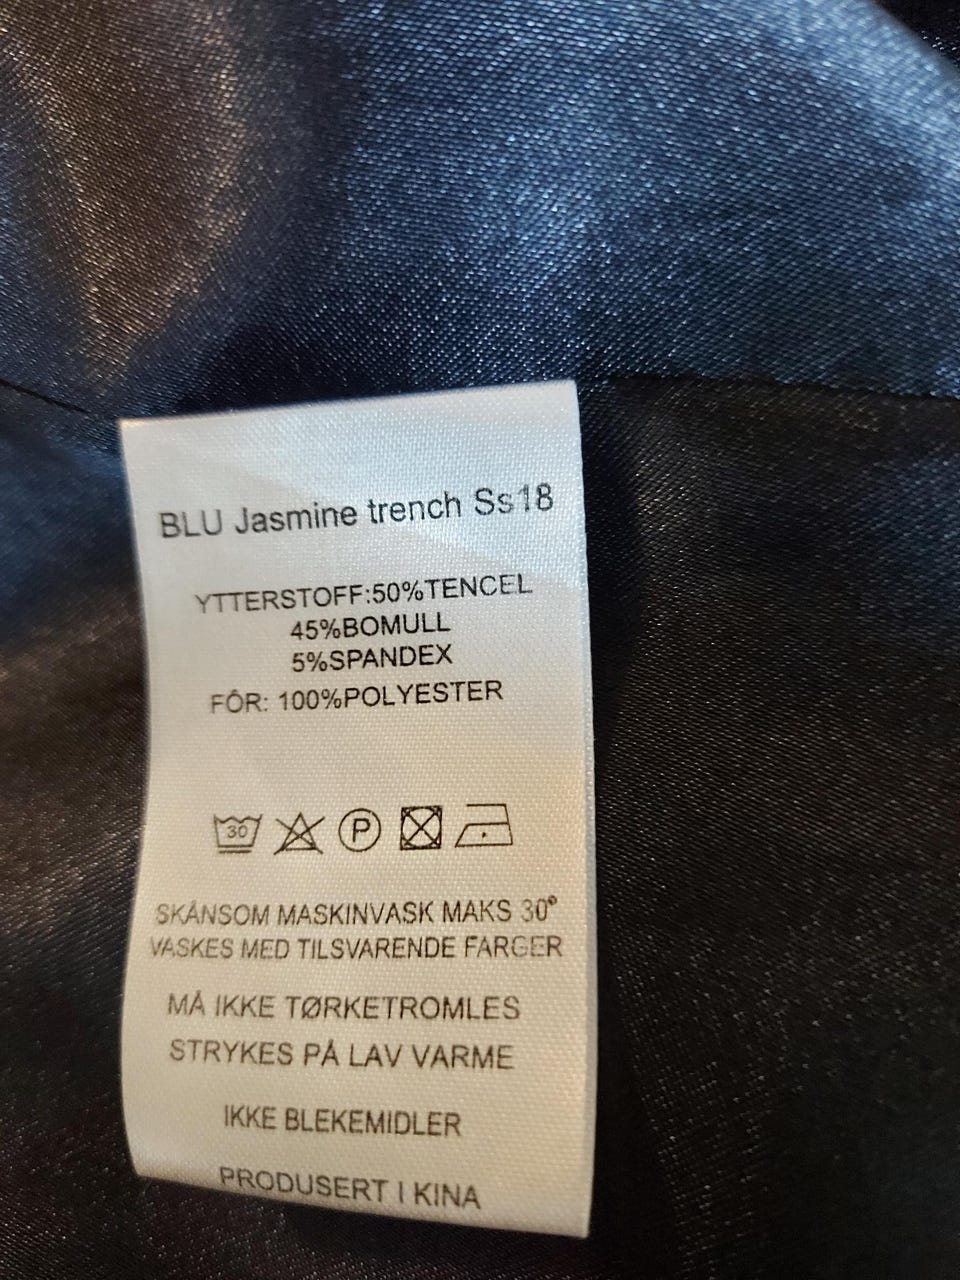 BLU Jasmine trench Ss18
YTTERSTOFF:50%TENCEL
45%BOMULL
5%SPANDEX
FÔR: 100%POLYESTER
30 P
SKÅNSOM MASKINVASK MAKS 30°
VASKES MED TILSVARENDE FARGER
MÅ IKKE TØRKETROMLES
STRYKES PÅ LAV VARME
IKKE BLEKEMIDLER
PRODUSERT I KINA